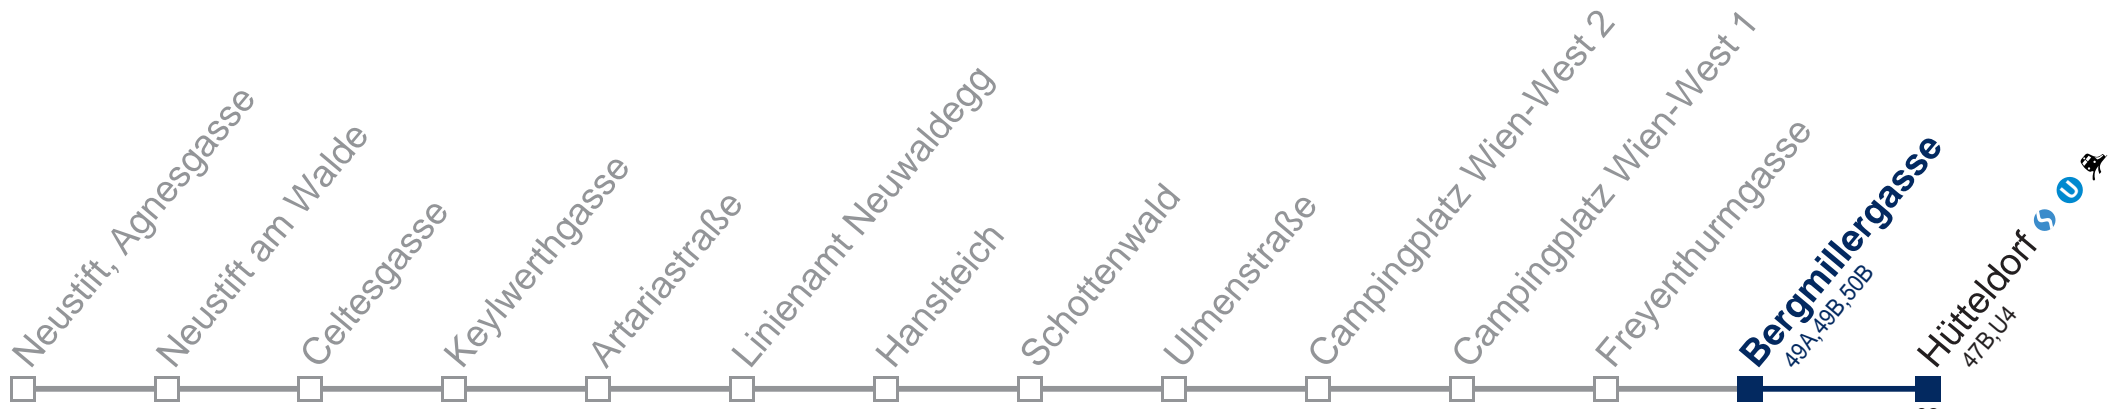 Neustift, Agnesgasse
Neustift am Walde
Celtesgasse
Keylwerthgasse
Artariastraße
Linienamt Neuwaldegg
Hanslteich
Schottenwald
Ulmenstraße
Campingplatz Wien-West 2
Campingplatz Wien-West 1
Freyenthurmgasse
Bergmillergasse
49A,49B,50B
Hütteldorf S U
47B,U4